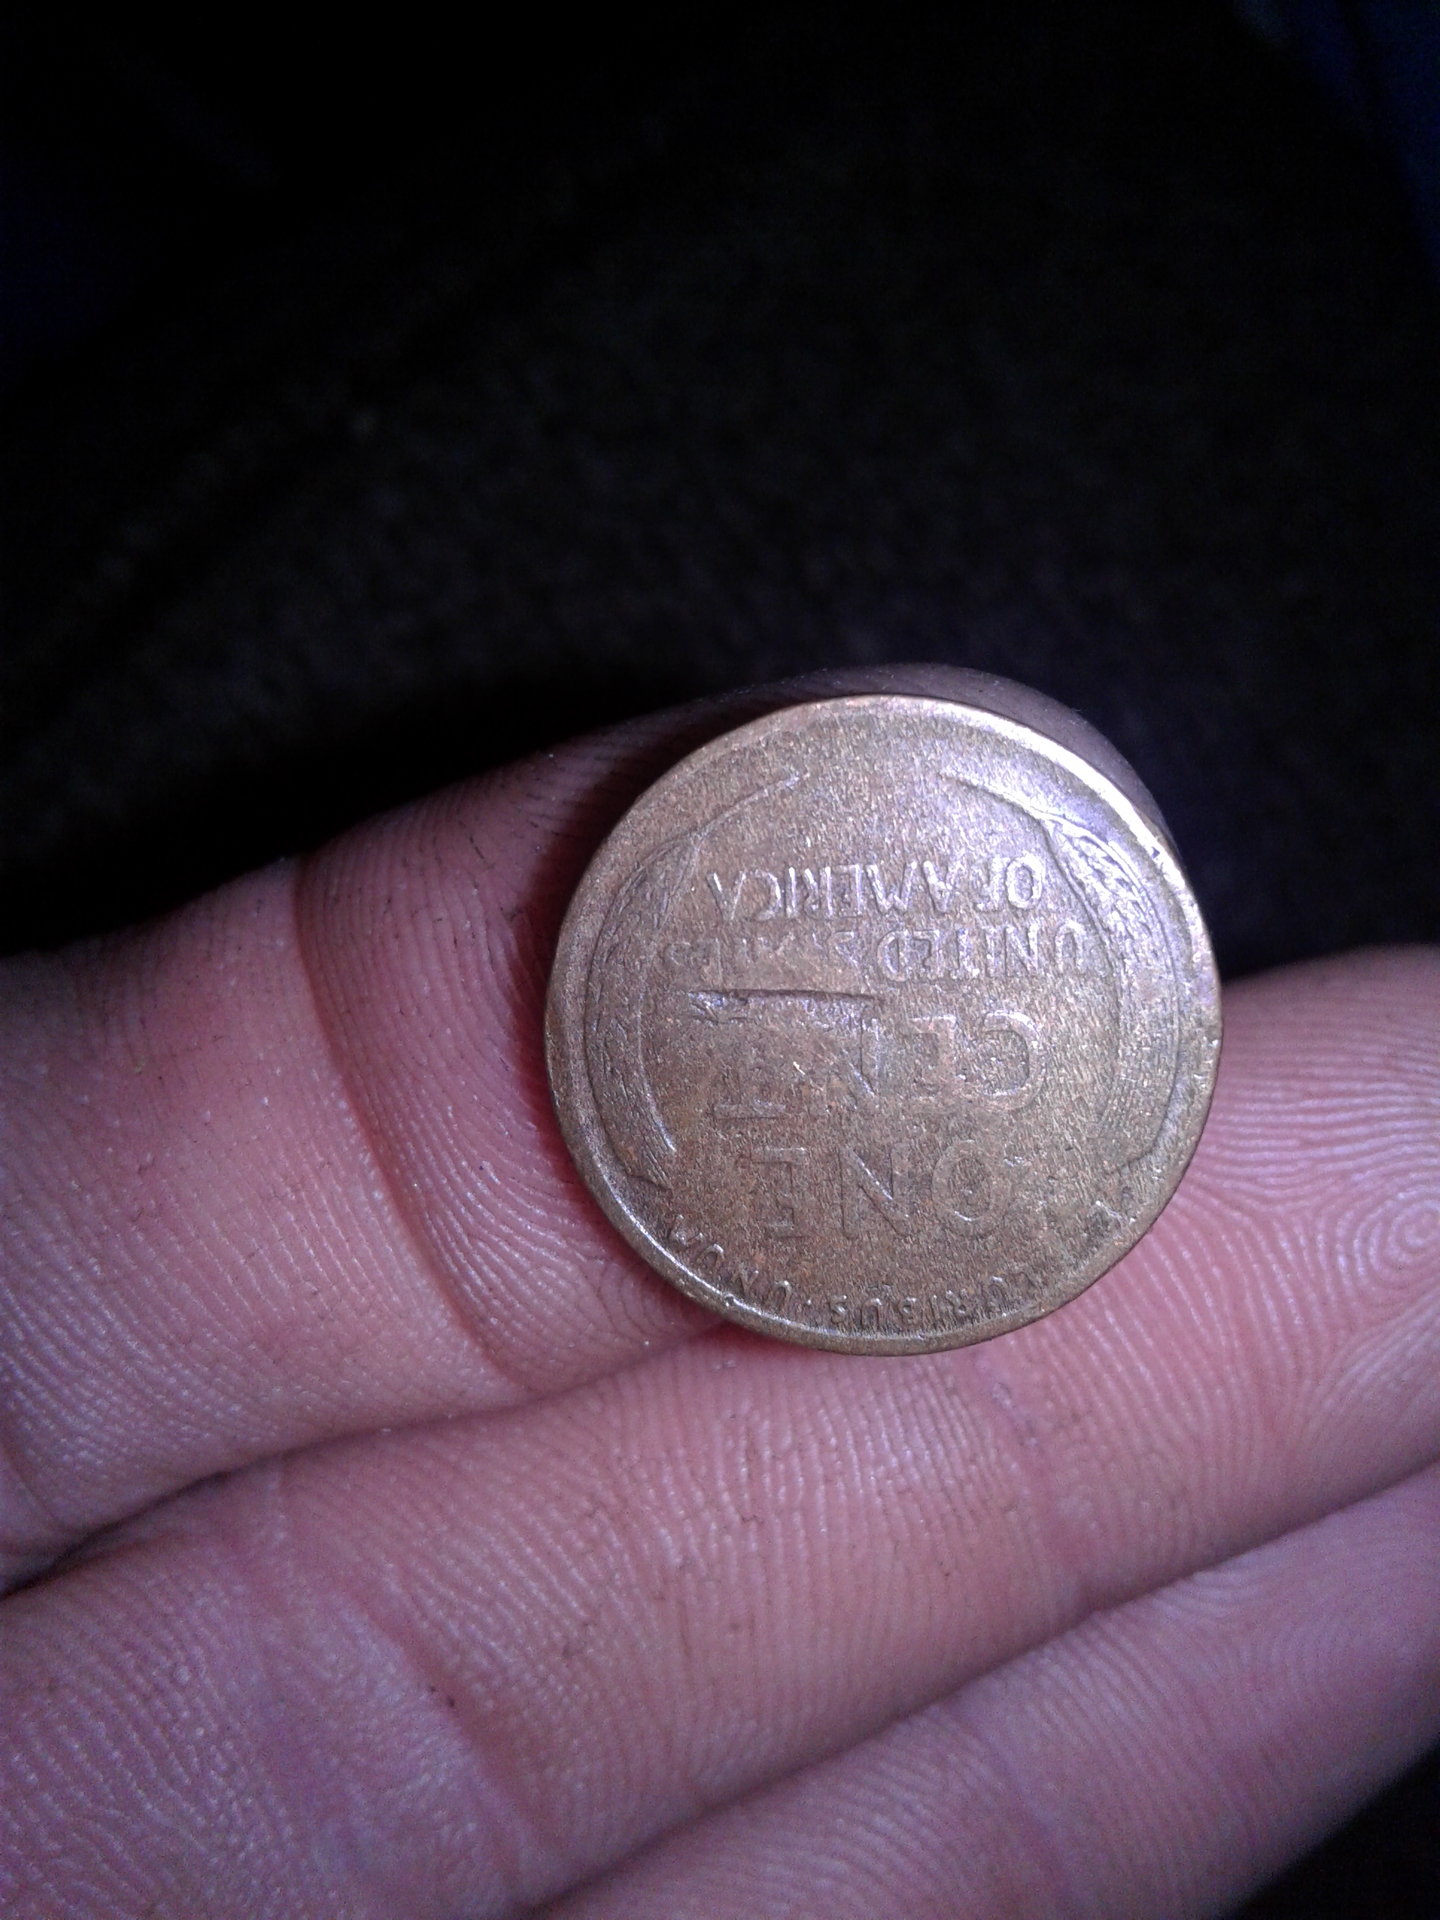 PLURIBUS · UNUM
ONE
CENT
UNITED STATES
OF AMERICA